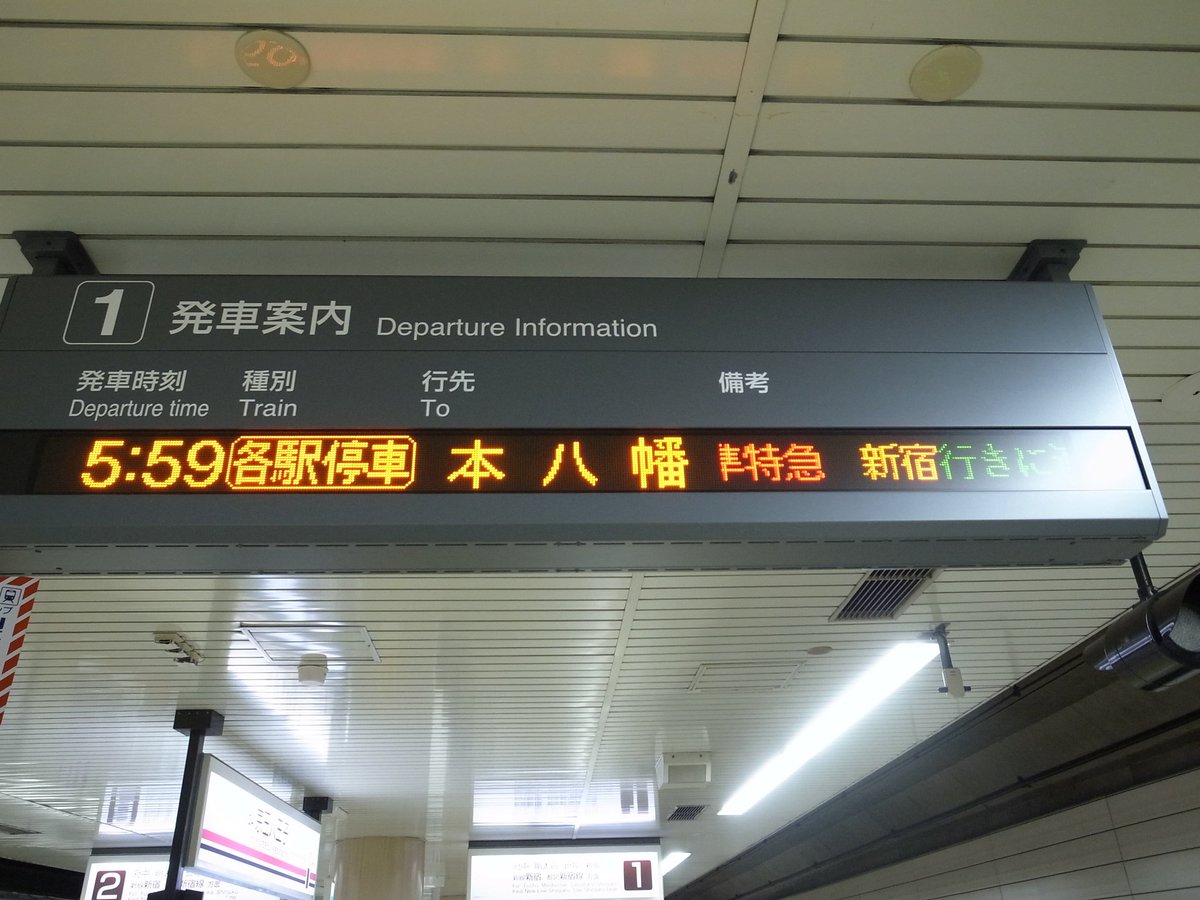 1 発車案内 Departure Information
発車時刻 種別 行先 備考
Departure time Train To
5:59 各駅停車 本八幡 準特急 新宿行きに
2
1